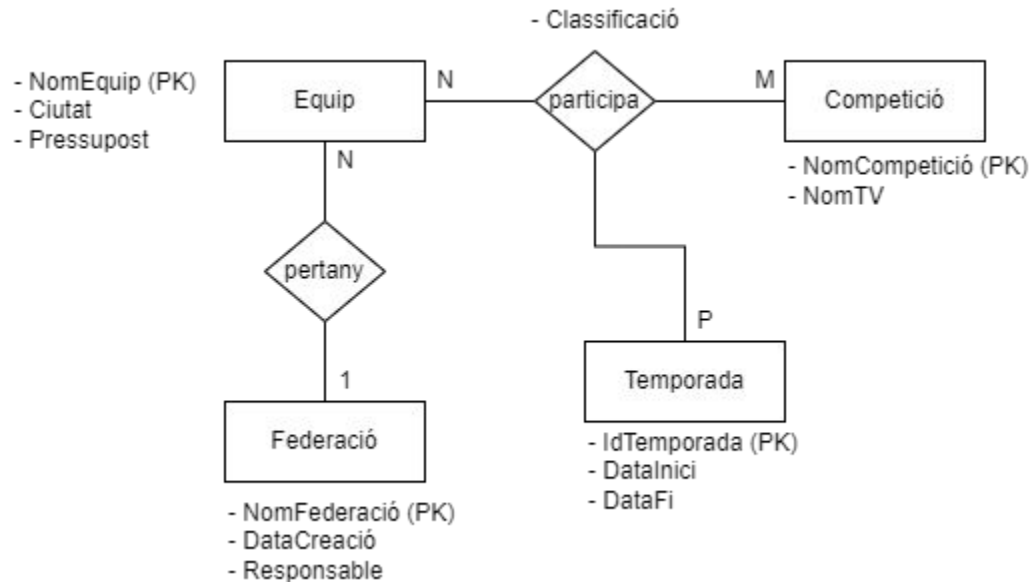 - Classificació
- NomEquip (PK)
- Ciutat
- Pressupost
Equip
N
participa
M
Competició
- NomCompetició (PK)
- NomTV
N
pertany
1
Federació
- NomFederació (PK)
- DataCreació
- Responsable
P
Temporada
- IdTemporada (PK)
- DataInici
- DataFi